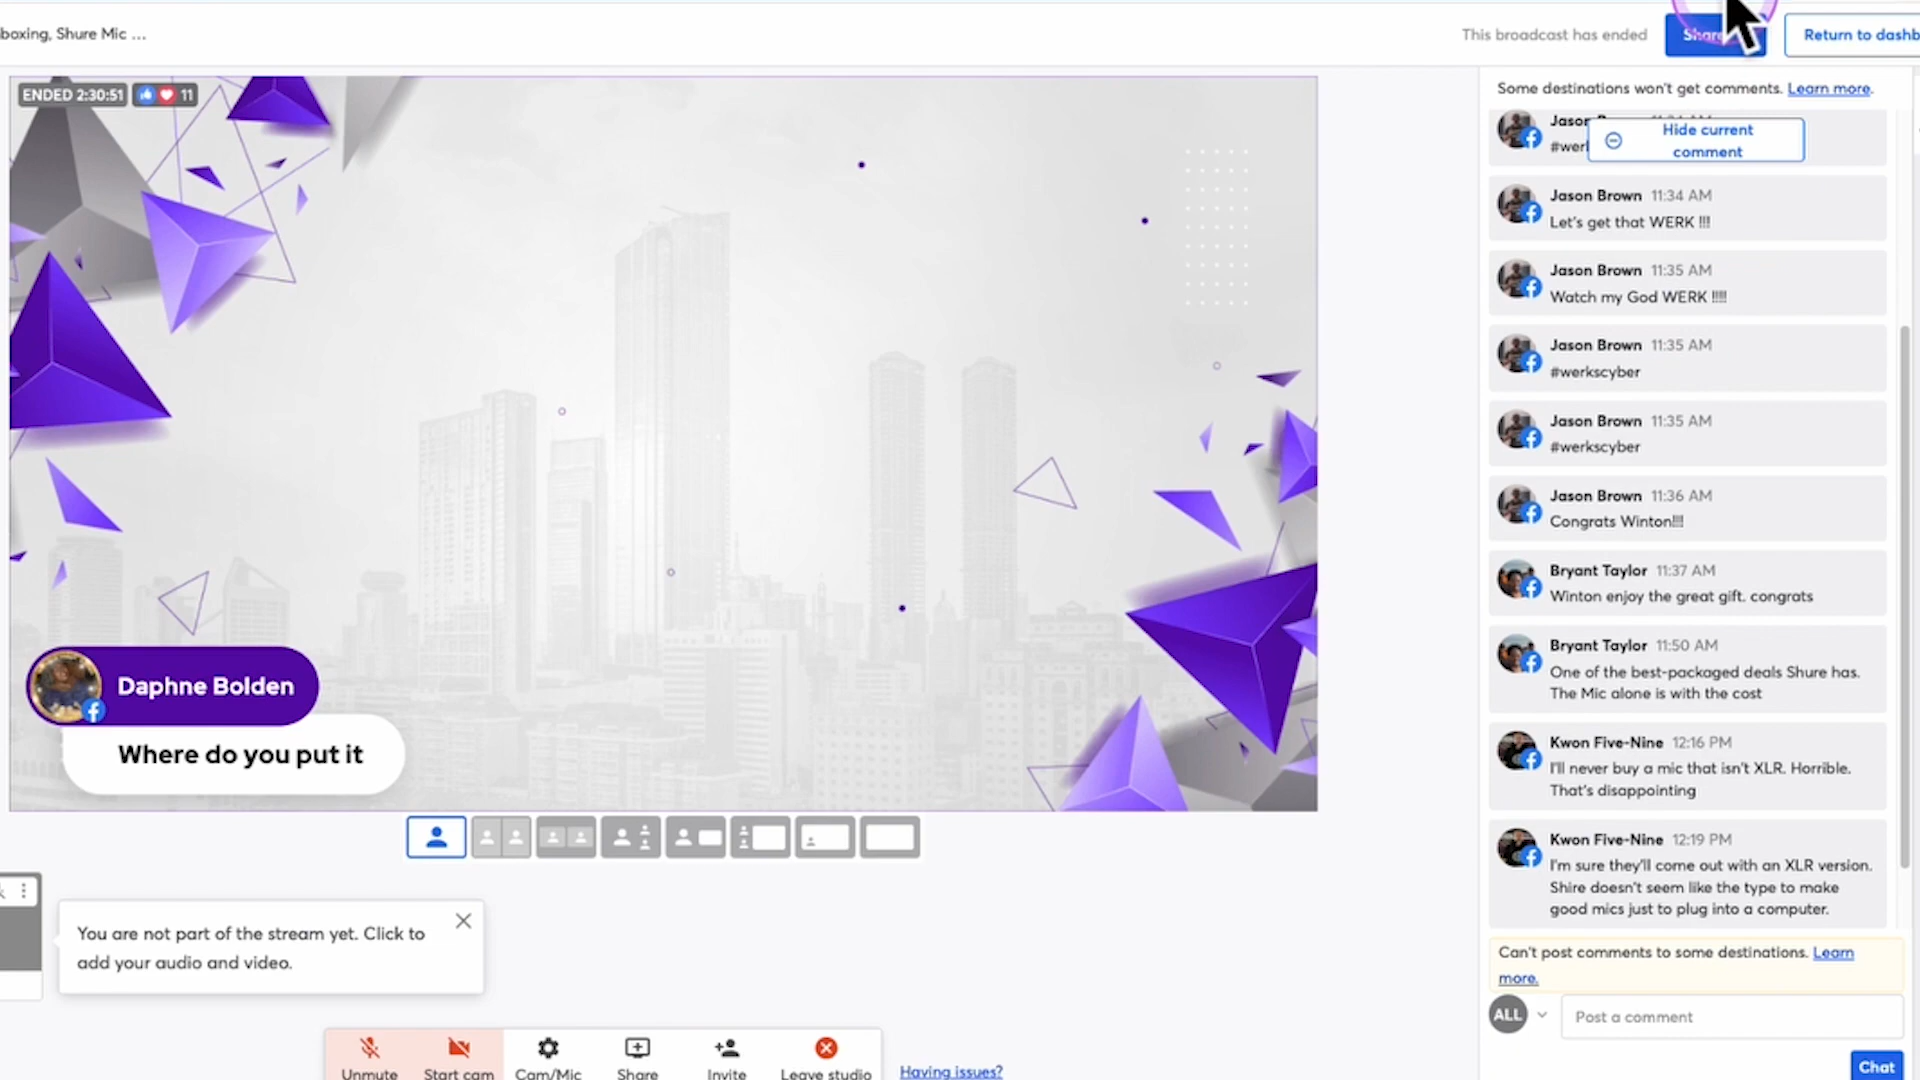 boxing, Shure Mic ...
This broadcast has ended
Share
Return to dashb
ENDED 2:30:51
11
Daphne Bolden
Where do you put it
You are not part of the stream yet. Click to
add your audio and video.
Unmute
Start cam
Cam/Mic
Share
Invite
Leave studio
Having issues?
Some destinations won't get comments. Learn more.
Hide current
comment
Jason Brown 11:34 AM
Let's get that WERK !!!
Jason Brown 11:35 AM
Watch my God WERK !!!!!
Jason Brown 11:35 AM
#werkscyber
Jason Brown 11:35 AM
#werkscyber
Jason Brown 11:36 AM
Congrats Winton!!!
Bryant Taylor 11:37 AM
Winton enjoy the great gift. congrats
Bryant Taylor 11:50 AM
One of the best-packaged deals Shure has.
The Mic alone is with the cost
Kwon Five-Nine 12:16 PM
I'll never buy a mic that isn't XLR. Horrible.
That's disappointing
Kwon Five-Nine 12:19 PM
I'm sure they'll come out with an XLR version.
Shire doesn't seem like the type to make
good mics just to plug into a computer.
Can't post comments to some destinations. Learn
more.
ALL
Post a comment
Chat